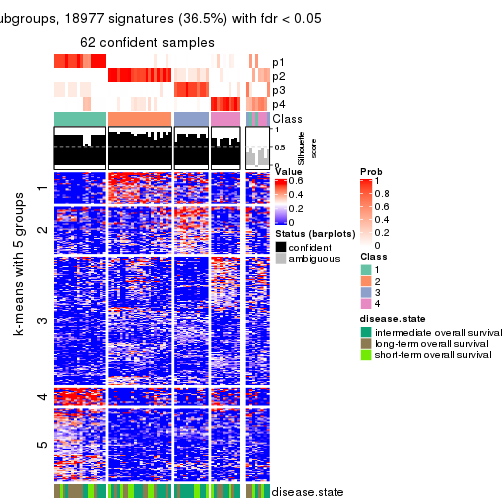 ubgroups, 18977 signatures (36.5%) with fdr < 0.05
62 confident samples
p1
p2
p3
p4
Class
1
0.5
0
Silhouette
score
k-means with 5 groups
1
2
3
4
5
disease.state
Value
0.6
0.4
0.2
0
Status (barplots)
confident
ambiguous
Prob
1
0.8
0.6
0.4
0.2
0
Class
1
2
3
4
disease.state
intermediate overall survival
long-term overall survival
short-term overall survival